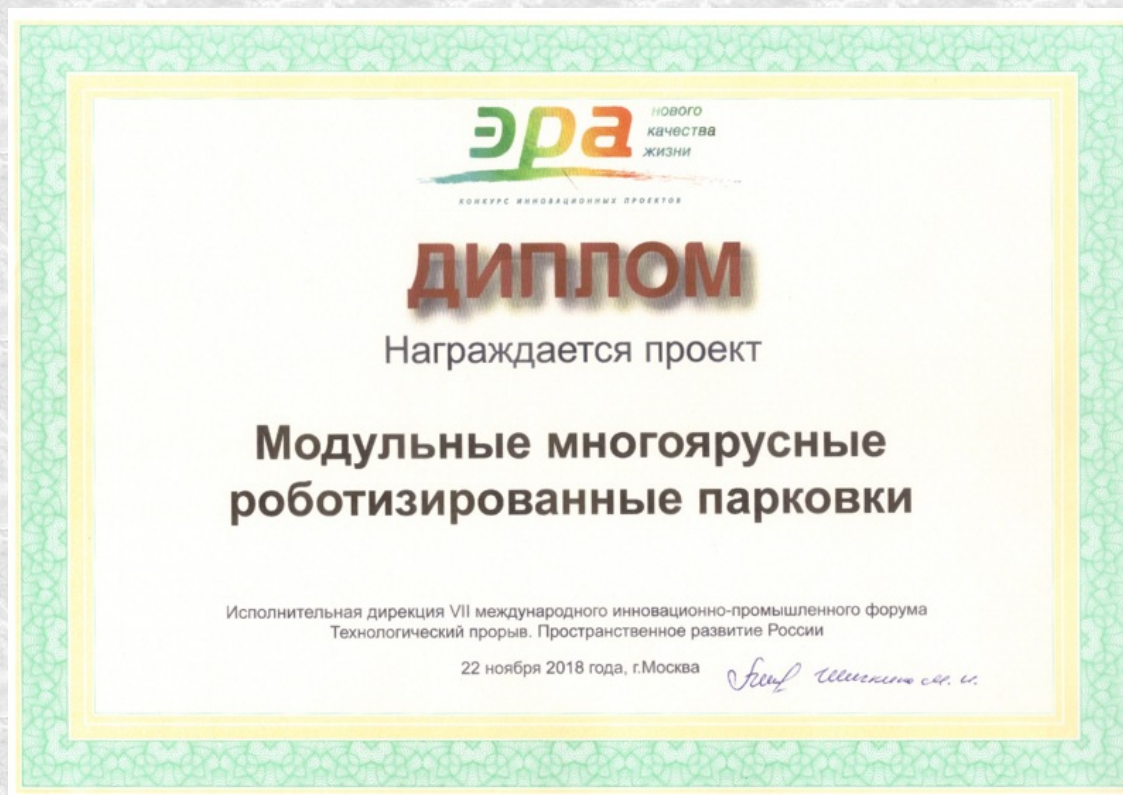 эра
нового
качества
жизни
КОНКУРС ИННОВАЦИОННЫХ ПРОЕКТОВ
ДИПЛОМ
Награждается проект
Модульные многоярусные
роботизированные парковки
Исполнительная дирекция VII международного инновационно-промышленного форума
Технологический прорыв. Пространственное развитие России
22 ноября 2018 года, г.Москва